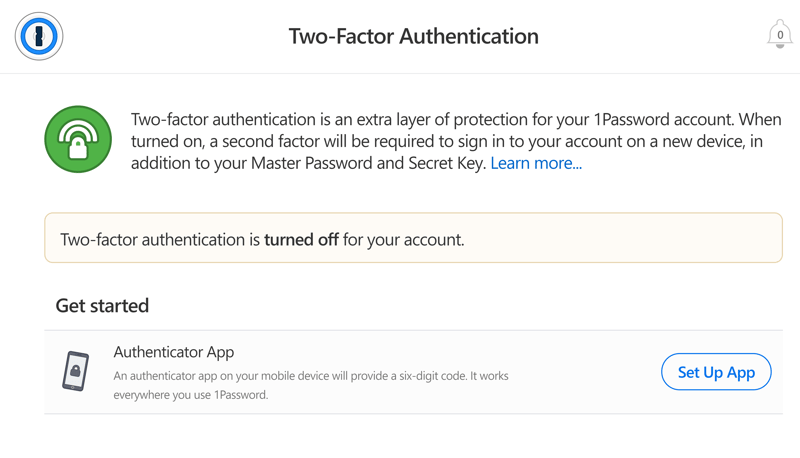 Two-Factor Authentication
0
Two-factor authentication is an extra layer of protection for your 1Password account. When
turned on, a second factor will be required to sign in to your account on a new device, in
addition to your Master Password and Secret Key. Learn more...
Two-factor authentication is turned off for your account.
Get started
Authenticator App
An authenticator app on your mobile device will provide a six-digit code. It works
everywhere you use 1Password.
Set Up App